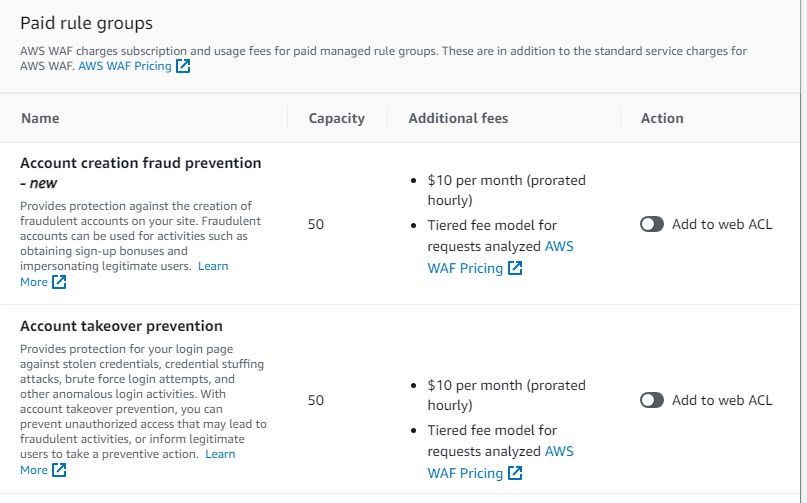 Paid rule groups
AWS WAF charges subscription and usage fees for paid managed rule groups. These are in addition to the standard service charges for
AWS WAF. AWS WAF Pricing
Name Capacity Additional fees Action
Account creation fraud prevention
- new
Provides protection against the creation of
fraudulent accounts on your site. Fraudulent
accounts can be used for activities such as
obtaining sign-up bonuses and
impersonating legitimate users. Learn
More
50
• $10 per month (prorated
hourly)
• Tiered fee model for
requests analyzed AWS
WAF Pricing
Add to web ACL
Account takeover prevention
Provides protection for your login page
against stolen credentials, credential stuffing
attacks, brute force login attempts, and
other anomalous login activities. With
account takeover prevention, you can
prevent unauthorized access that may lead to
fraudulent activities, or inform legitimate
users to take a preventive action. Learn
More
50
• $10 per month (prorated
hourly)
• Tiered fee model for
requests analyzed AWS
WAF Pricing
Add to web ACL